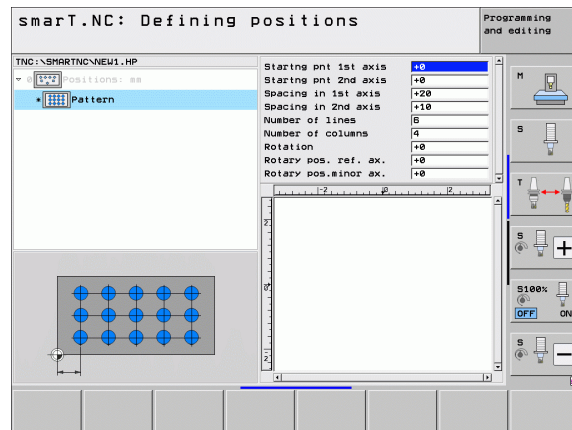 smarT.NC: Defining positions
Programming
and editing
TNC:\SMARTNC\NEW1.HP
0 Positions: mm
* Pattern
Startng pnt 1st axis +0
Startng pnt 2nd axis +0
Spacing in 1st axis +20
Spacing in 2nd axis +10
Number of lines 6
Number of columns 4
Rotation +0
Rotary pos. ref. ax. +0
Rotary pos.minor ax. +0
M
S
T
S
S100%
OFF ON
S